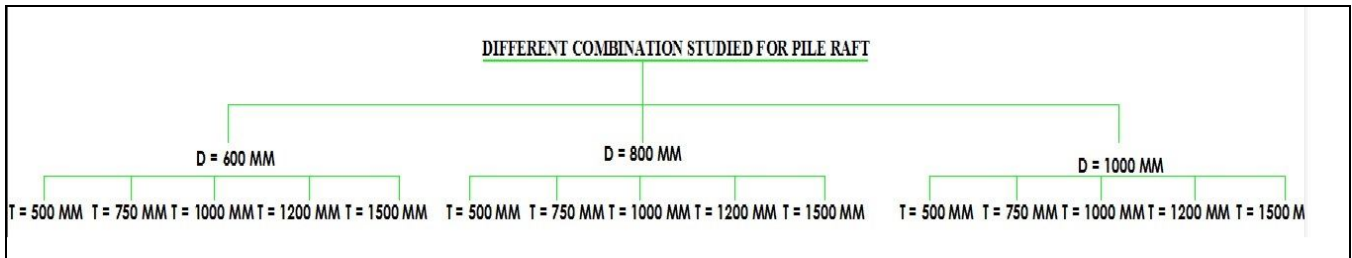 DIFFERENT COMBINATION STUDIED FOR PILE RAFT
D = 600 MM
D = 800 MM
D = 1000 MM
T = 500 MM T = 750 MM T = 1000 MM T = 1200 MM T = 1500 MM
T = 500 MM T = 750 MM T = 1000 MM T = 1200 MM T = 1500 MM
T = 500 MM T = 750 MM T = 1000 MM T = 1200 MM T = 1500 M